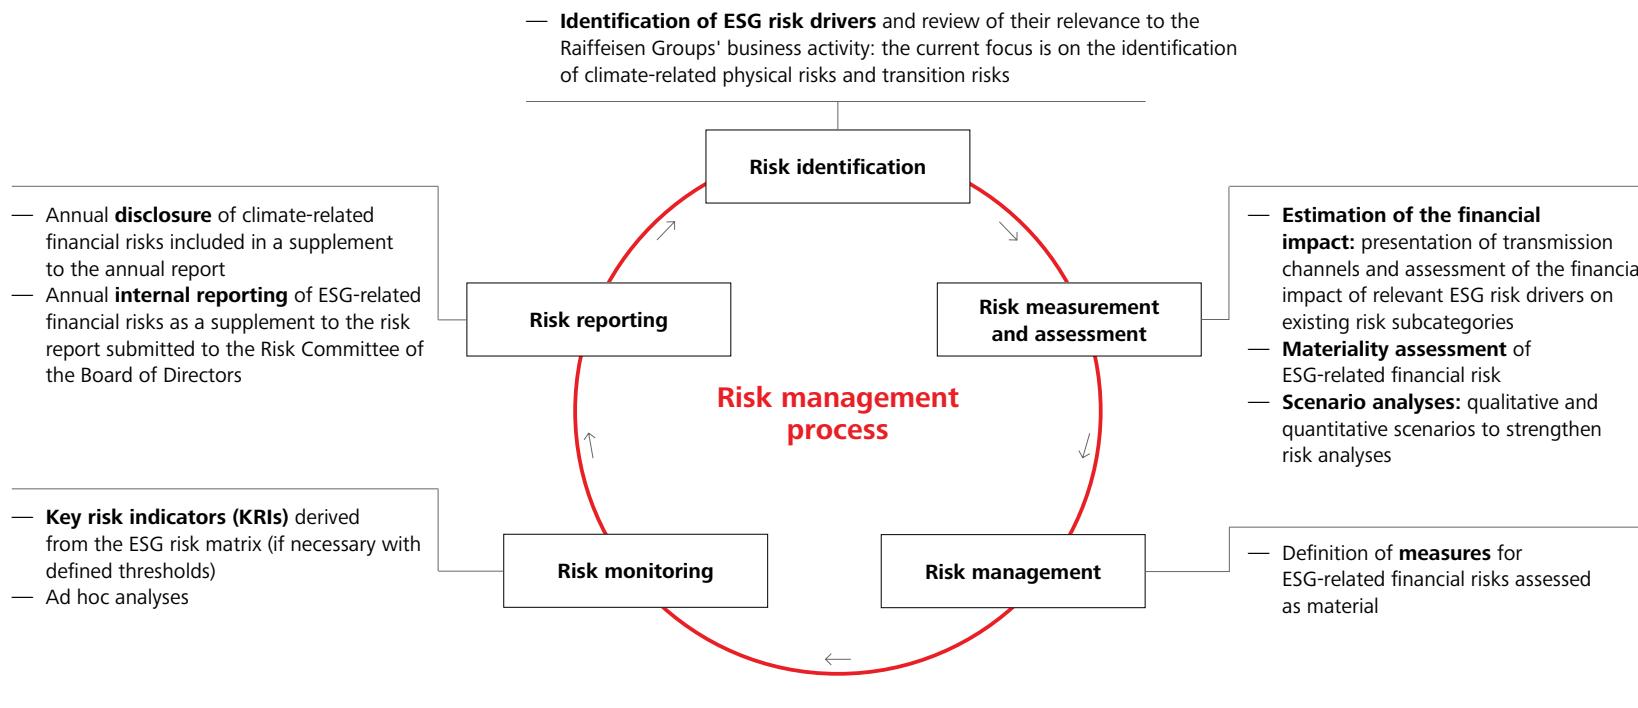 — Identification of ESG risk drivers and review of their relevance to the
Raiffeisen Groups' business activity: the current focus is on the identification
of climate-related physical risks and transition risks
Risk identification
— Annual disclosure of climate-related
financial risks included in a supplement
to the annual report
— Annual internal reporting of ESG-related
financial risks as a supplement to the risk
report submitted to the Risk Committee of
the Board of Directors
Risk reporting
Risk measurement
and assessment
— Estimation of the financial
impact: presentation of transmission
channels and assessment of the financia
impact of relevant ESG risk drivers on
existing risk subcategories
— Materiality assessment of
ESG-related financial risk
— Scenario analyses: qualitative and
quantitative scenarios to strengthen
risk analyses
Risk management
process
— Key risk indicators (KRIs) derived
from the ESG risk matrix (if necessary with
defined thresholds)
— Ad hoc analyses
Risk monitoring
Risk management
— Definition of measures for
ESG-related financial risks assessed
as material